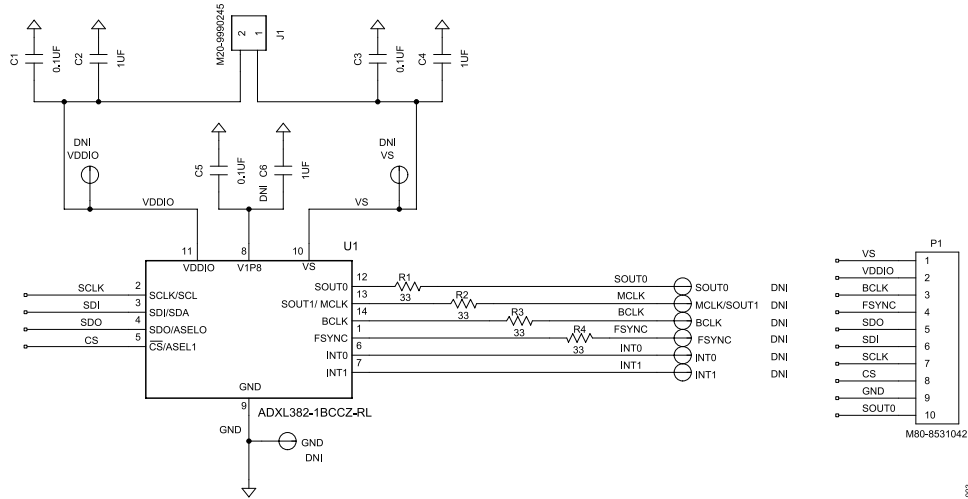 C1
0.1UF
C2
1UF
M20-9990245
2
1
J1
C3
0.1UF
C4
1UF
DNI
VDDIO
C5
0.1UF
DNI
C6
1UF
DNI
VS
VDDIO
VS
11
8
10
U1
VDDIO
V1P8
VS
SCLK
2
SCLK/SCL
SDI
3
SDI/SDA
SDO
4
SDO/ASELO
CS
5
CS/ASEL1
SOUT0
12
R1
33
SOUT0
SOUT0
DNI
SOUT1/ MCLK
13
R2
33
MCLK
MCLK/SOUT1
DNI
BCLK
14
R3
33
BCLK
BCLK
DNI
FSYNC
1
R4
33
FSYNC
FSYNC
DNI
INT0
6
INT0
INT0
DNI
INT1
7
INT1
INT1
DNI
GND
9
ADXL382-1BCCZ-RL
GND
GND
DNI
P1
VS
1
VDDIO
2
BCLK
3
FSYNC
4
SDO
5
SDI
6
SCLK
7
CS
8
GND
9
SOUT0
10
M80-8531042